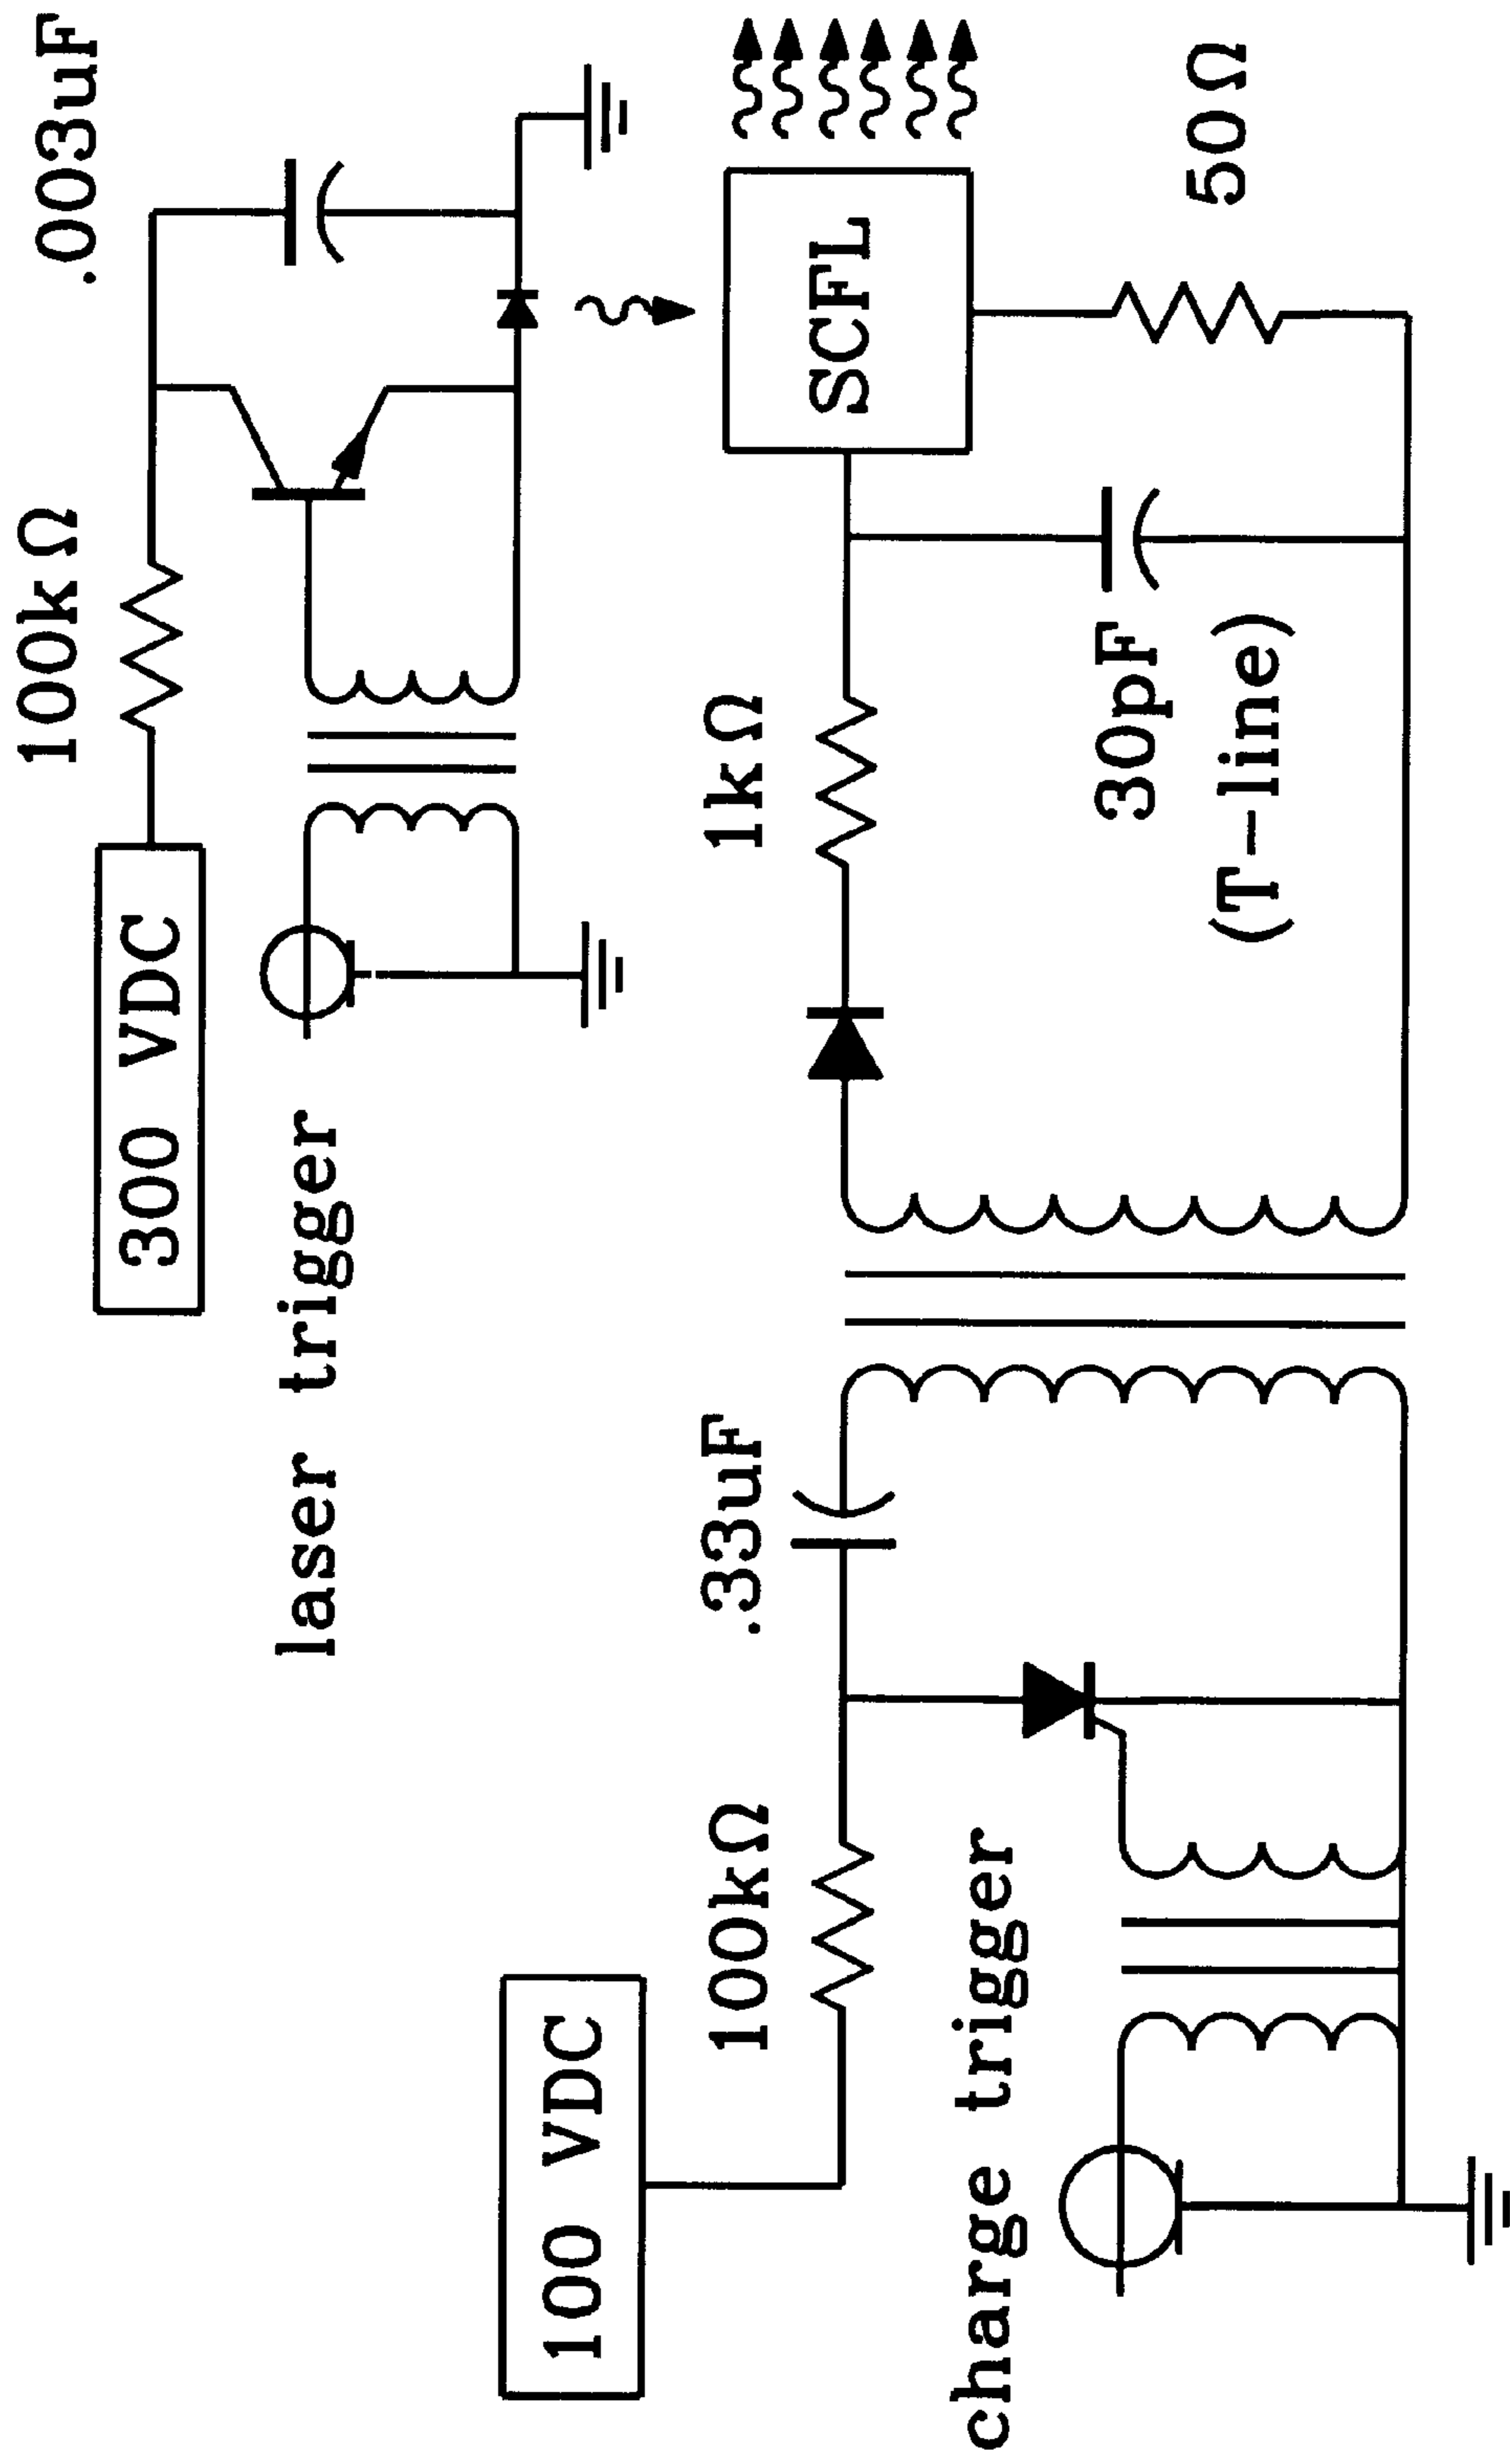 300 VDC
100kΩ
.003uF
laser trigger
100 VDC
100kΩ
.33uF
1kΩ
SCFL
charge trigger
30pF
(T-line)
50Ω